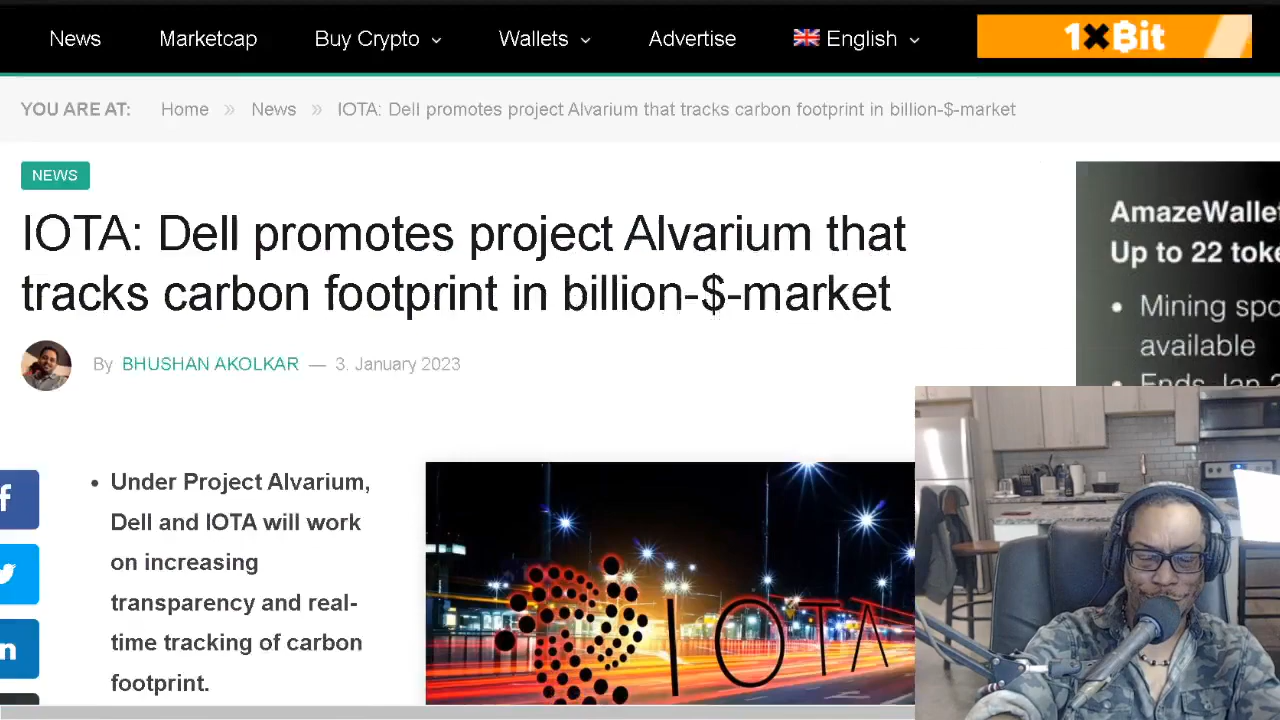 News Marketcap Buy Crypto Wallets Advertise English 1xBit
YOU ARE AT: Home » News » IOTA: Dell promotes project Alvarium that tracks carbon footprint in billion-$-market
NEWS
IOTA: Dell promotes project Alvarium that
tracks carbon footprint in billion-$-market
By BHUSHAN AKOLKAR — 3. January 2023
AmazeWallet
Up to 22 toke
• Mining spo
available
• Ends Jan 2
• Under Project Alvarium,
Dell and IOTA will work
on increasing
transparency and real-
time tracking of carbon
footprint.
IOTA